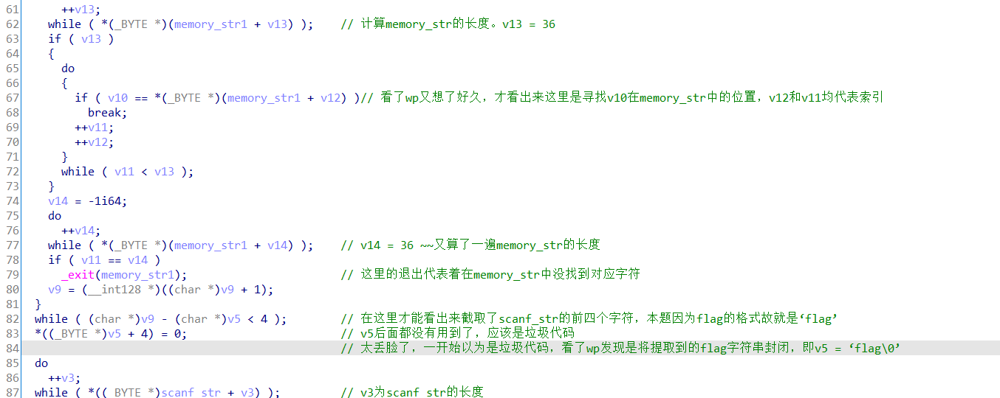 61 ++v13;
62 while ( *(_BYTE *)(memory_str1 + v13) ); // 计算memory_str的长度。v13 = 36
63 if ( v13 )
64 {
65 do
66 {
67 if ( v10 == *(_BYTE *)(memory_str1 + v12) )// 看了wp又想了好久，才看出来这里是寻找v10在memory_str中的位置，v12和v11均代表索引
68 break;
69 ++v11;
70 ++v12;
71 }
72 while ( v11 < v13 );
73 }
74 v14 = -1i64;
75 do
76 ++v14;
77 while ( *(_BYTE *)(memory_str1 + v14) ); // v14 = 36 ~~又算了一遍memory_str的长度
78 if ( v11 == v14 )
79 _exit(memory_str1); // 这里的退出代表着在memory_str中没找到对应字符
80 v9 = (__int128 *)((char *)v9 + 1);
81 }
82 while ( (char *)v9 - (char *)v5 < 4 ); // 在这里才能看出来截取了scanf_str的前四个字符，本题因为flag的格式故就是‘flag’
83 *((_BYTE *)v5 + 4) = 0; // v5后面都没有用到了，应该是垃圾代码
84 // 太丢脸了，一开始以为是垃圾代码，看了wp发现是将提取到的flag字符串封闭，即v5 = ‘flag\0’
85 do
86 ++v3;
87 while ( *((_BYTE *)scanf_str + v3) ); // v3为scanf_str的长度